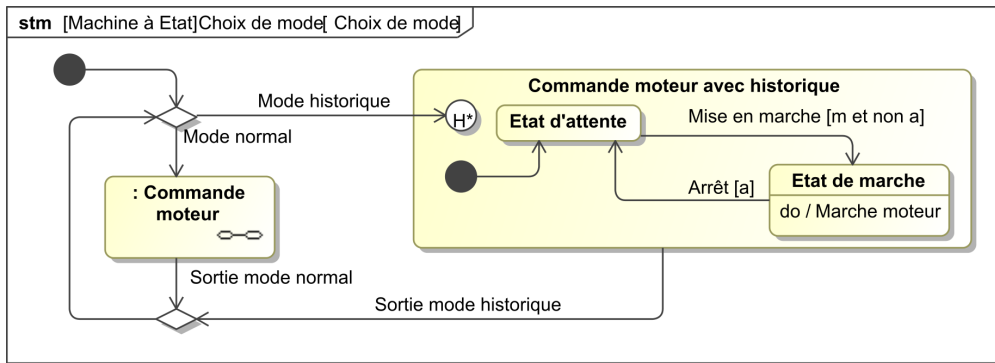 stm [Machine à Etat]Choix de mode[ Choix de mode]
Commande moteur avec historique
Mode historique
H*
Etat d'attente
Mise en marche [m et non a]
Mode normal
: Commande
moteur
Arrêt [a]
Etat de marche
do / Marche moteur
Sortie mode normal
Sortie mode historique